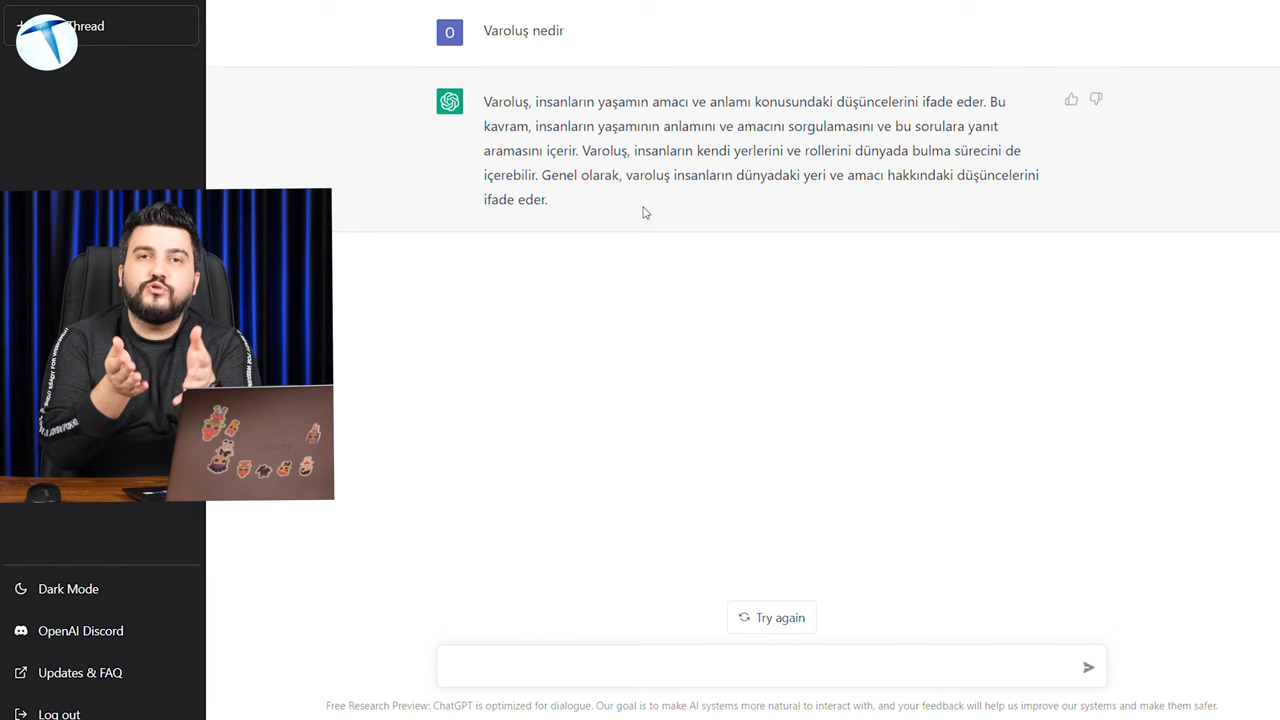 Thread
O
Varoluş nedir
Varoluş, insanların yaşamın amacı ve anlamı konusundaki düşüncelerini ifade eder. Bu
kavram, insanların yaşamının anlamını ve amacını sorgulamasını ve bu sorulara yanıt
aramasını içerir. Varoluş, insanların kendi yerlerini ve rollerini dünyada bulma sürecini de
içerebilir. Genel olarak, varoluş insanların dünyadaki yeri ve amacı hakkındaki düşüncelerini
ifade eder.
Dark Mode
OpenAI Discord
Updates & FAQ
Log out
Try again
Free Research Preview: ChatGPT is optimized for dialogue. Our goal is to make AI systems more natural to interact with, and your feedback will help us improve our systems and make them safer.